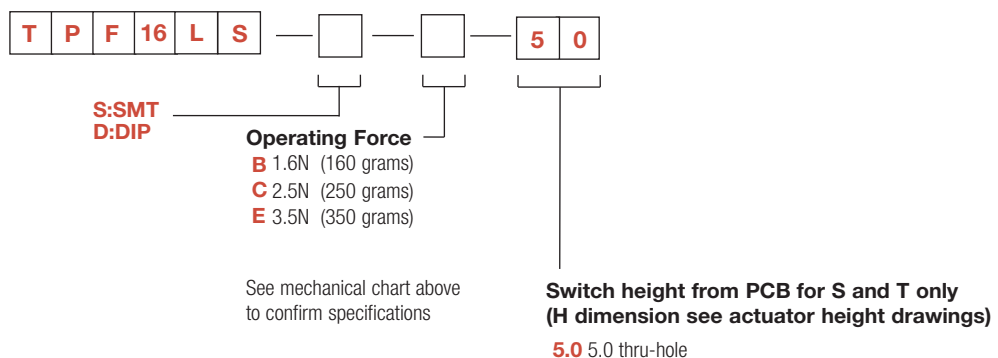 T P F 16 L S — — — 5 0
S:SMT
D:DIP
Operating Force
B 1.6N (160 grams)
C 2.5N (250 grams)
E 3.5N (350 grams)
See mechanical chart above
to confirm specifications
Switch height from PCB for S and T only
(H dimension see actuator height drawings)
5.0 5.0 thru-hole